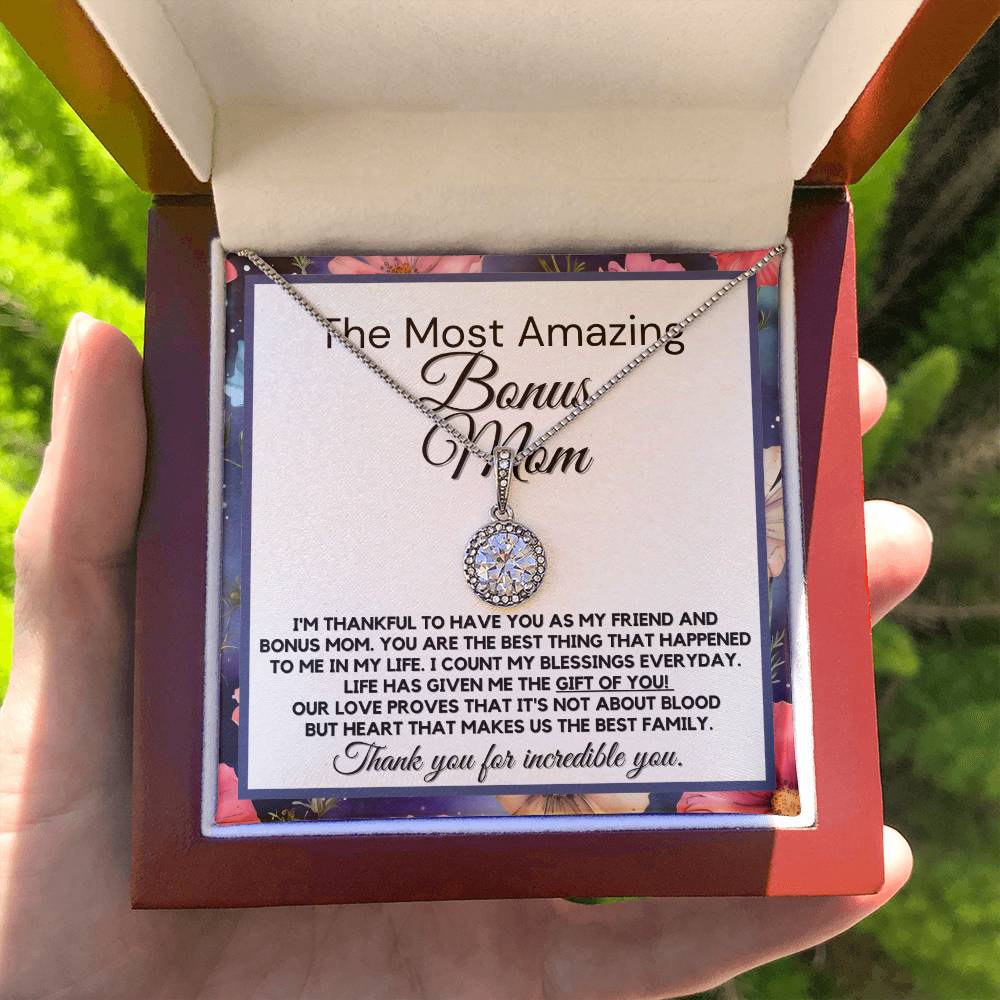 The Most Amazing
Bonus
Mom
I'M THANKFUL TO HAVE YOU AS MY FRIEND AND
BONUS MOM. YOU ARE THE BEST THING THAT HAPPENED
TO ME IN MY LIFE. I COUNT MY BLESSINGS EVERYDAY.
LIFE HAS GIVEN ME THE GIFT OF YOU!
OUR LOVE PROVES THAT IT'S NOT ABOUT BLOOD
BUT HEART THAT MAKES US THE BEST FAMILY.
Thank you for incredible you.